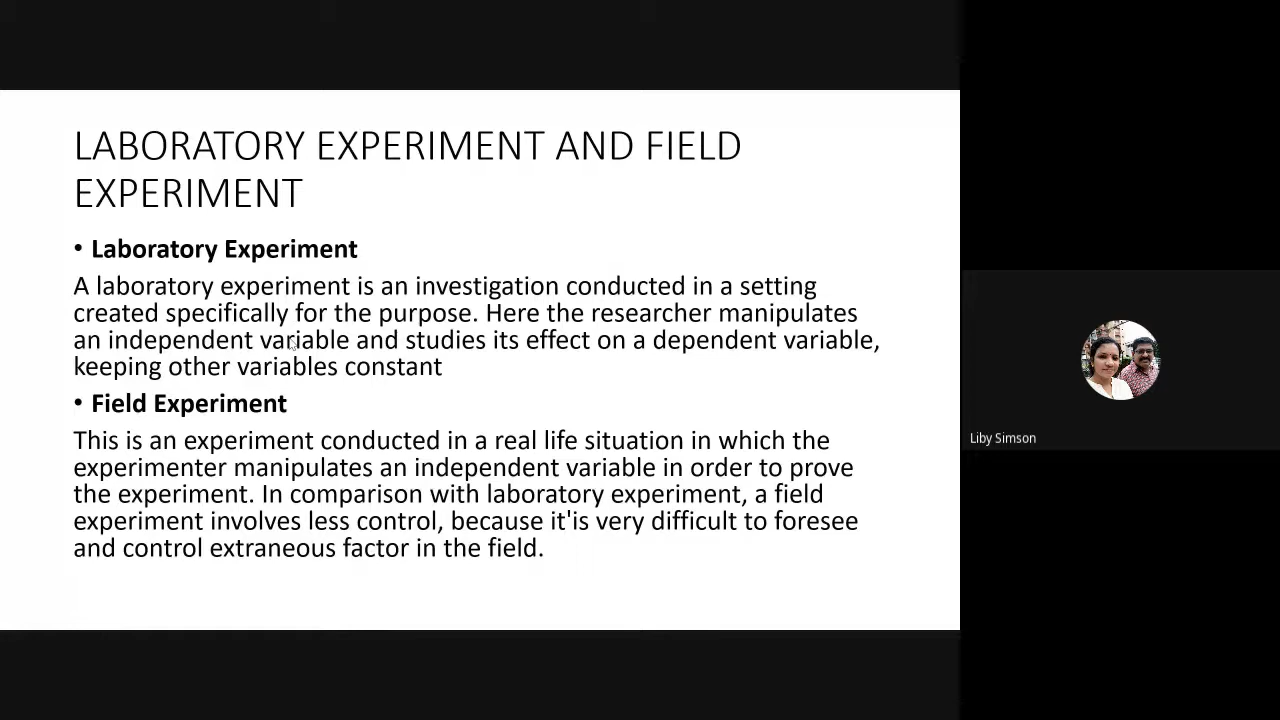 LABORATORY EXPERIMENT AND FIELD
EXPERIMENT
• Laboratory Experiment
A laboratory experiment is an investigation conducted in a setting
created specifically for the purpose. Here the researcher manipulates
an independent variable and studies its effect on a dependent variable,
keeping other variables constant
• Field Experiment
This is an experiment conducted in a real life situation in which the
experimenter manipulates an independent variable in order to prove
the experiment. In comparison with laboratory experiment, a field
experiment involves less control, because it'is very difficult to foresee
and control extraneous factor in the field.
Liby Simson